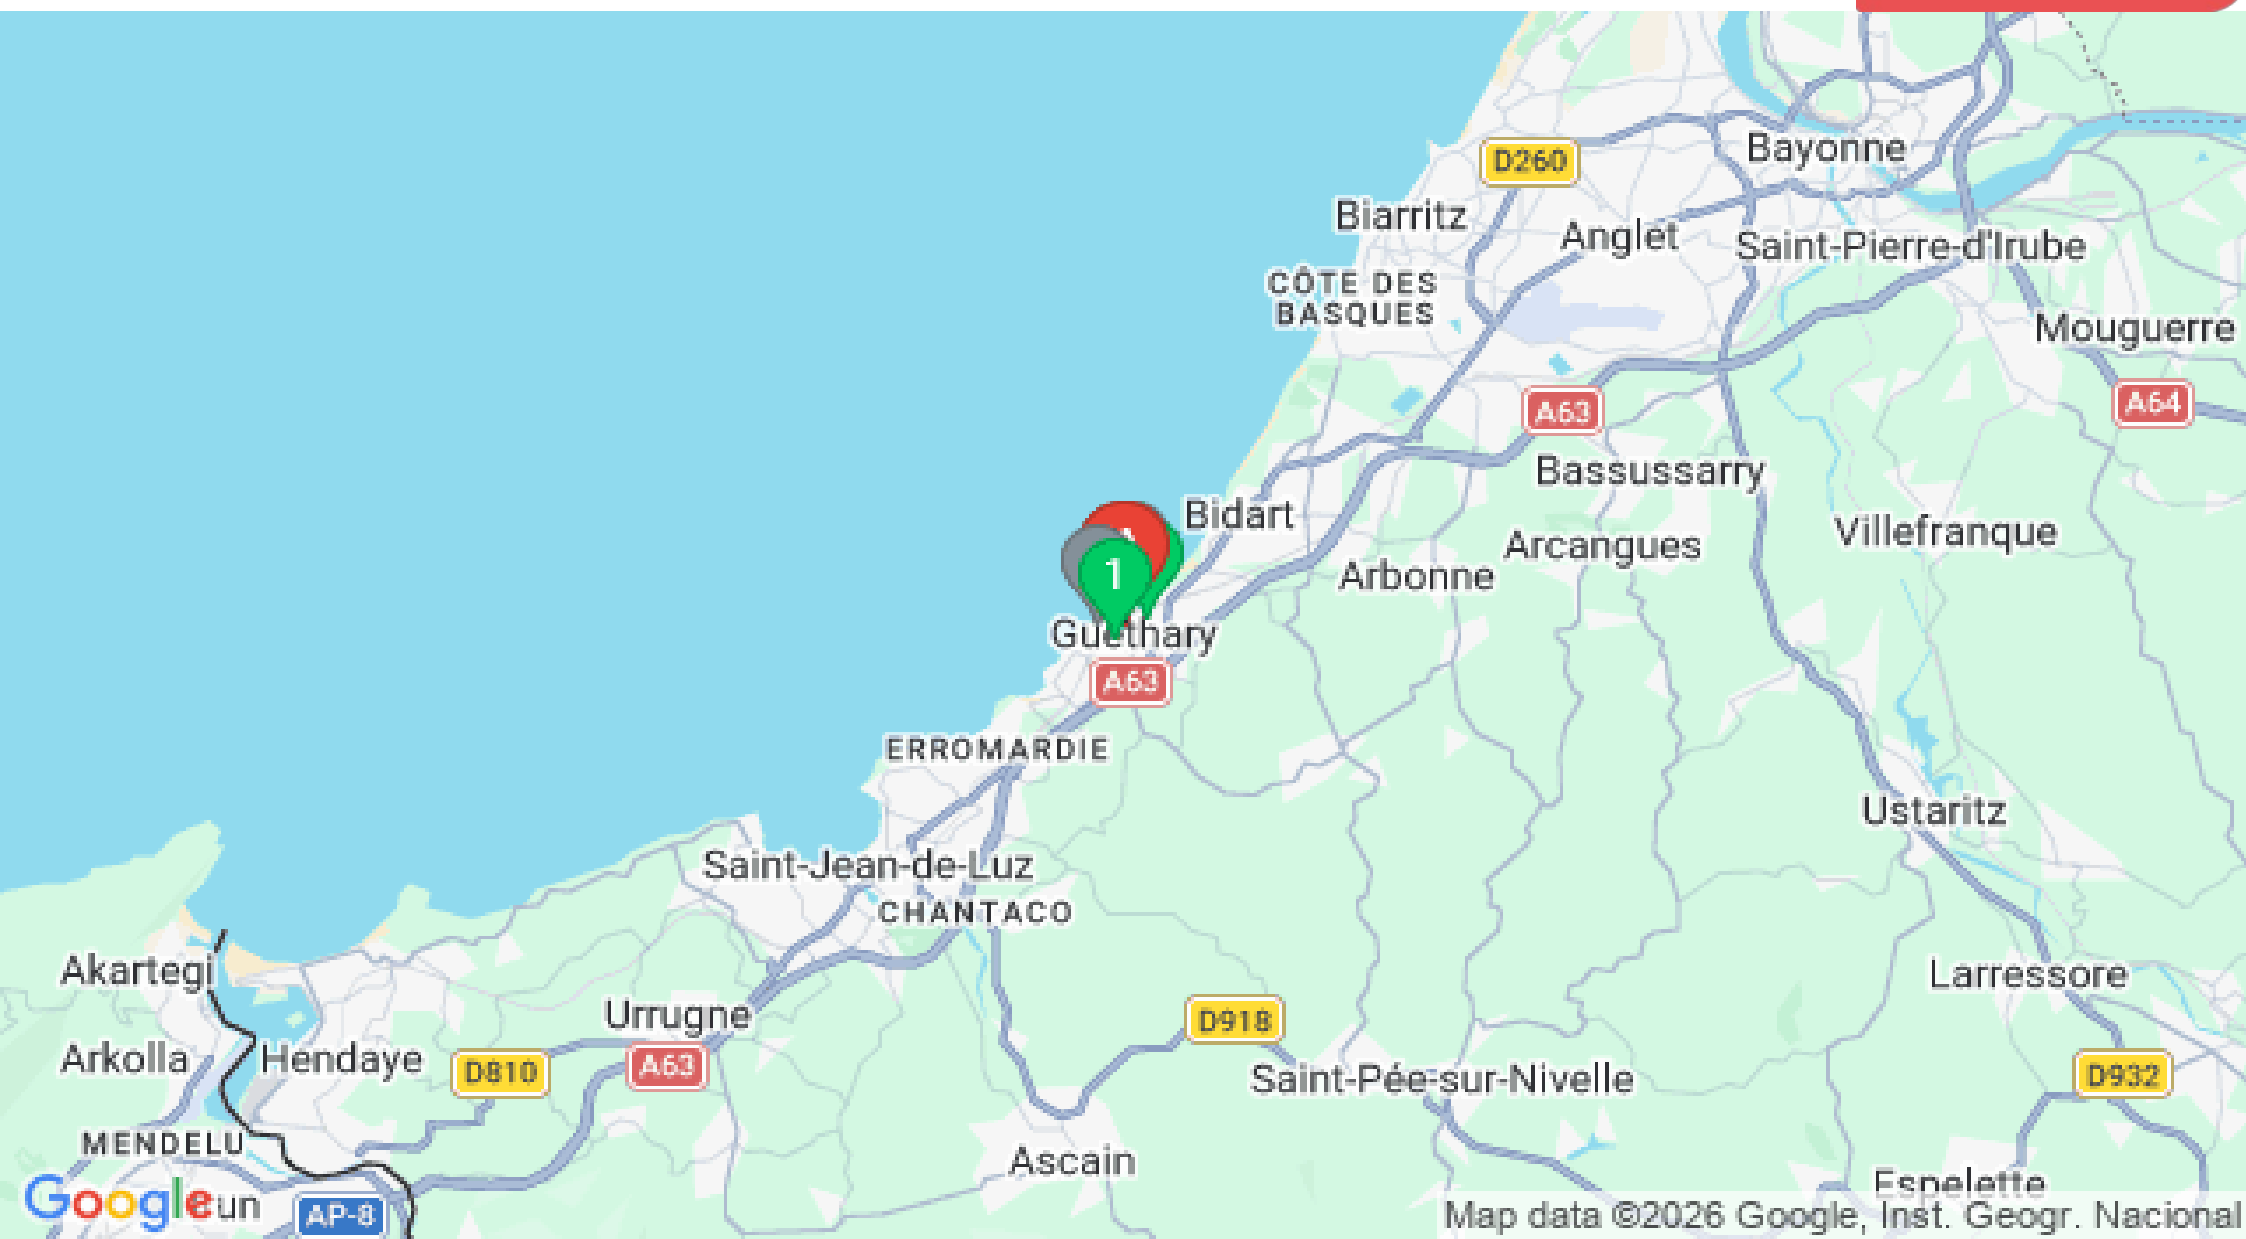 D260
Bayonne
Biarritz
Anglet
Saint-Pierre-d'Irube
CÔTE DES
BASQUES
Mouguerre
A63
A64
Bassussarry
Bidart
Villefranque
Arcangues
Arbonne
1
Guéthary
A63
ERROMARDIE
Ustaritz
Saint-Jean-de-Luz
CHANTACO
Akartegi
Larressore
Urrugne
D918
Arkolla
Hendaye
D810
A63
Saint-Pée-sur-Nivelle
D932
MENDELU
Ascain
Espelette
Google
un
AP-8
Map data ©2026 Google, Inst. Geogr. Nacional